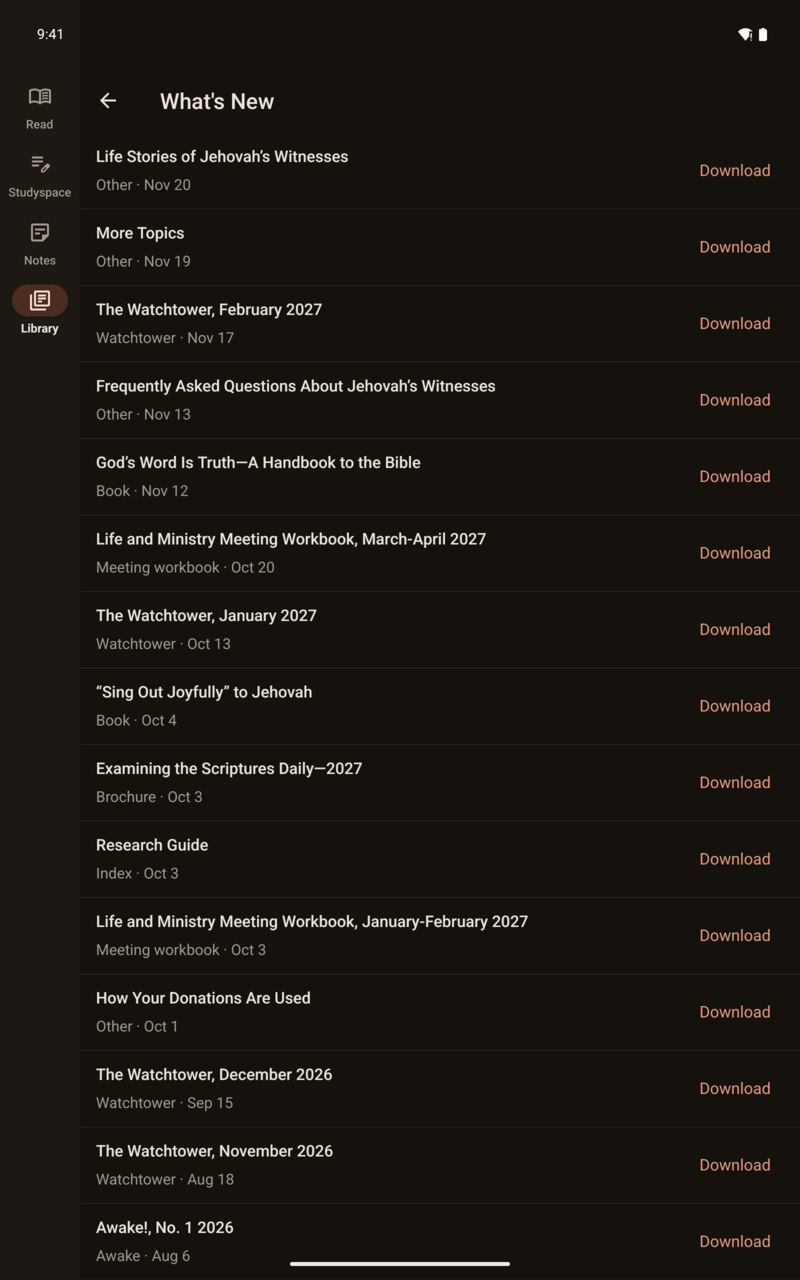 9:41
Read
Studyspace
Notes
Library
What's New
Life Stories of Jehovah’s Witnesses
Other · Nov 20
Download
More Topics
Other · Nov 19
Download
The Watchtower, February 2027
Watchtower · Nov 17
Download
Frequently Asked Questions About Jehovah’s Witnesses
Other · Nov 13
Download
God’s Word Is Truth—A Handbook to the Bible
Book · Nov 12
Download
Life and Ministry Meeting Workbook, March-April 2027
Meeting workbook · Oct 20
Download
The Watchtower, January 2027
Watchtower · Oct 13
Download
“Sing Out Joyfully” to Jehovah
Book · Oct 4
Download
Examining the Scriptures Daily—2027
Brochure · Oct 3
Download
Research Guide
Index · Oct 3
Download
Life and Ministry Meeting Workbook, January-February 2027
Meeting workbook · Oct 3
Download
How Your Donations Are Used
Other · Oct 1
Download
The Watchtower, December 2026
Watchtower · Sep 15
Download
The Watchtower, November 2026
Watchtower · Aug 18
Download
Awake!, No. 1 2026
Awake · Aug 6
Download